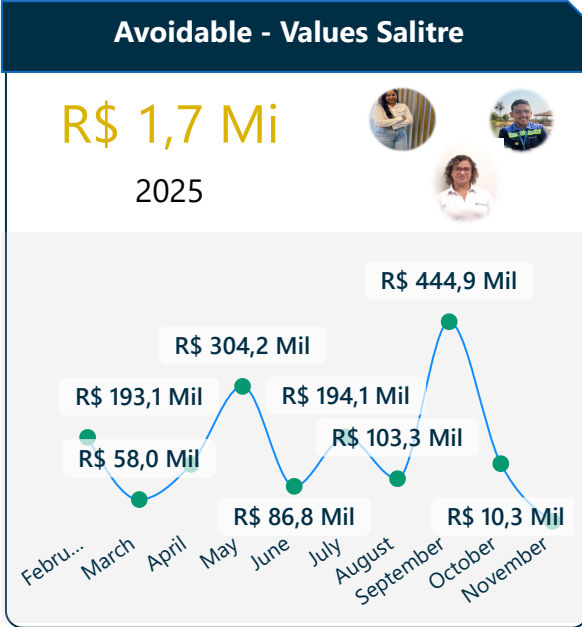 Avoidable - Values Salitre
R$ 1,7 Mi
2025
R$ 444,9 Mil
R$ 304,2 Mil
R$ 193,1 Mil
R$ 194,1 Mil
R$ 103,3 Mil
R$ 58,0 Mil
R$ 86,8 Mil
R$ 10,3 Mil
Febru...
March
April
May
June
July
August
September
October
November